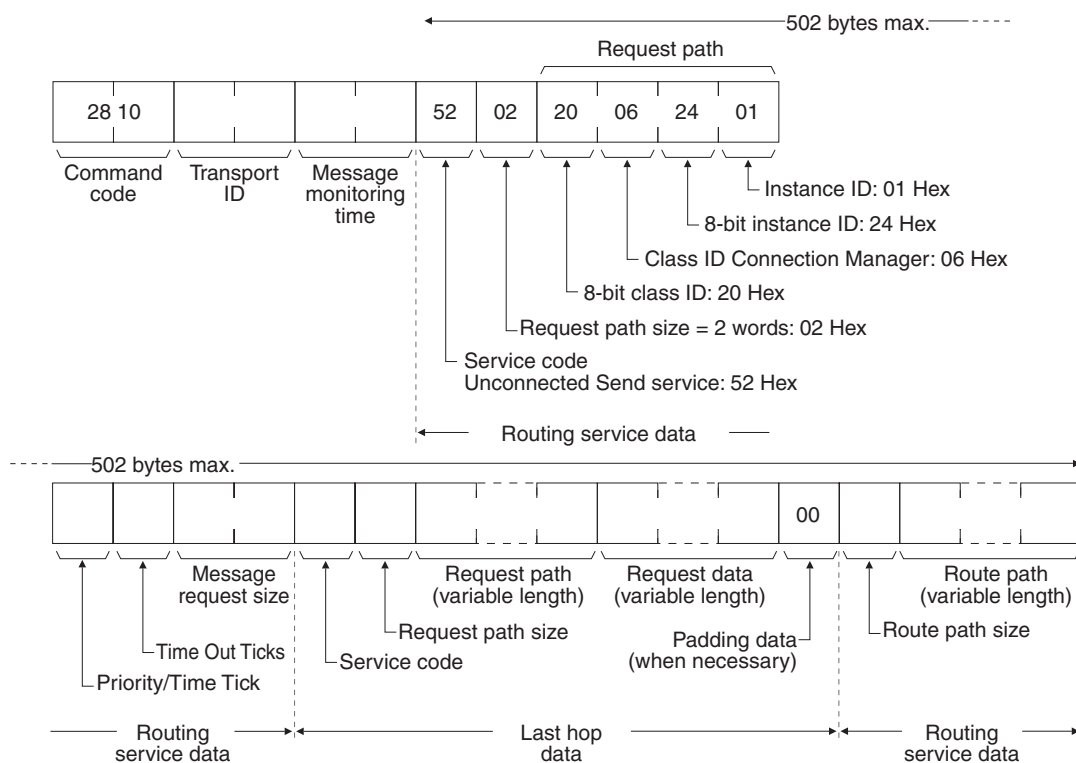 502 bytes max.
Request path
28 10 52 02 20 06 24 01
Command
code
Transport
ID
Message
monitoring
time
Instance ID: 01 Hex
8-bit instance ID: 24 Hex
Class ID Connection Manager: 06 Hex
8-bit class ID: 20 Hex
Request path size = 2 words: 02 Hex
Service code
Unconnected Send service: 52 Hex
Routing service data
502 bytes max.
00
Message
request size
Request path
(variable length)
Request data
(variable length)
Route path
(variable length)
Request path size
Padding data
(when necessary)
Route path size
Time Out Ticks
Service code
Priority/Time Tick
Routing
service data
Last hop
data
Routing
service data